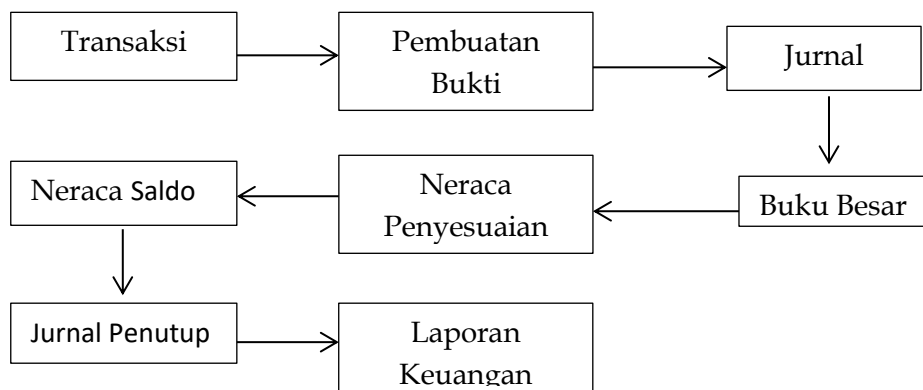 Transaksi
Pembuatan
Bukti
Jurnal
Neraca Saldo
Neraca
Penyesuaian
Buku Besar
Jurnal Penutup
Laporan
Keuangan